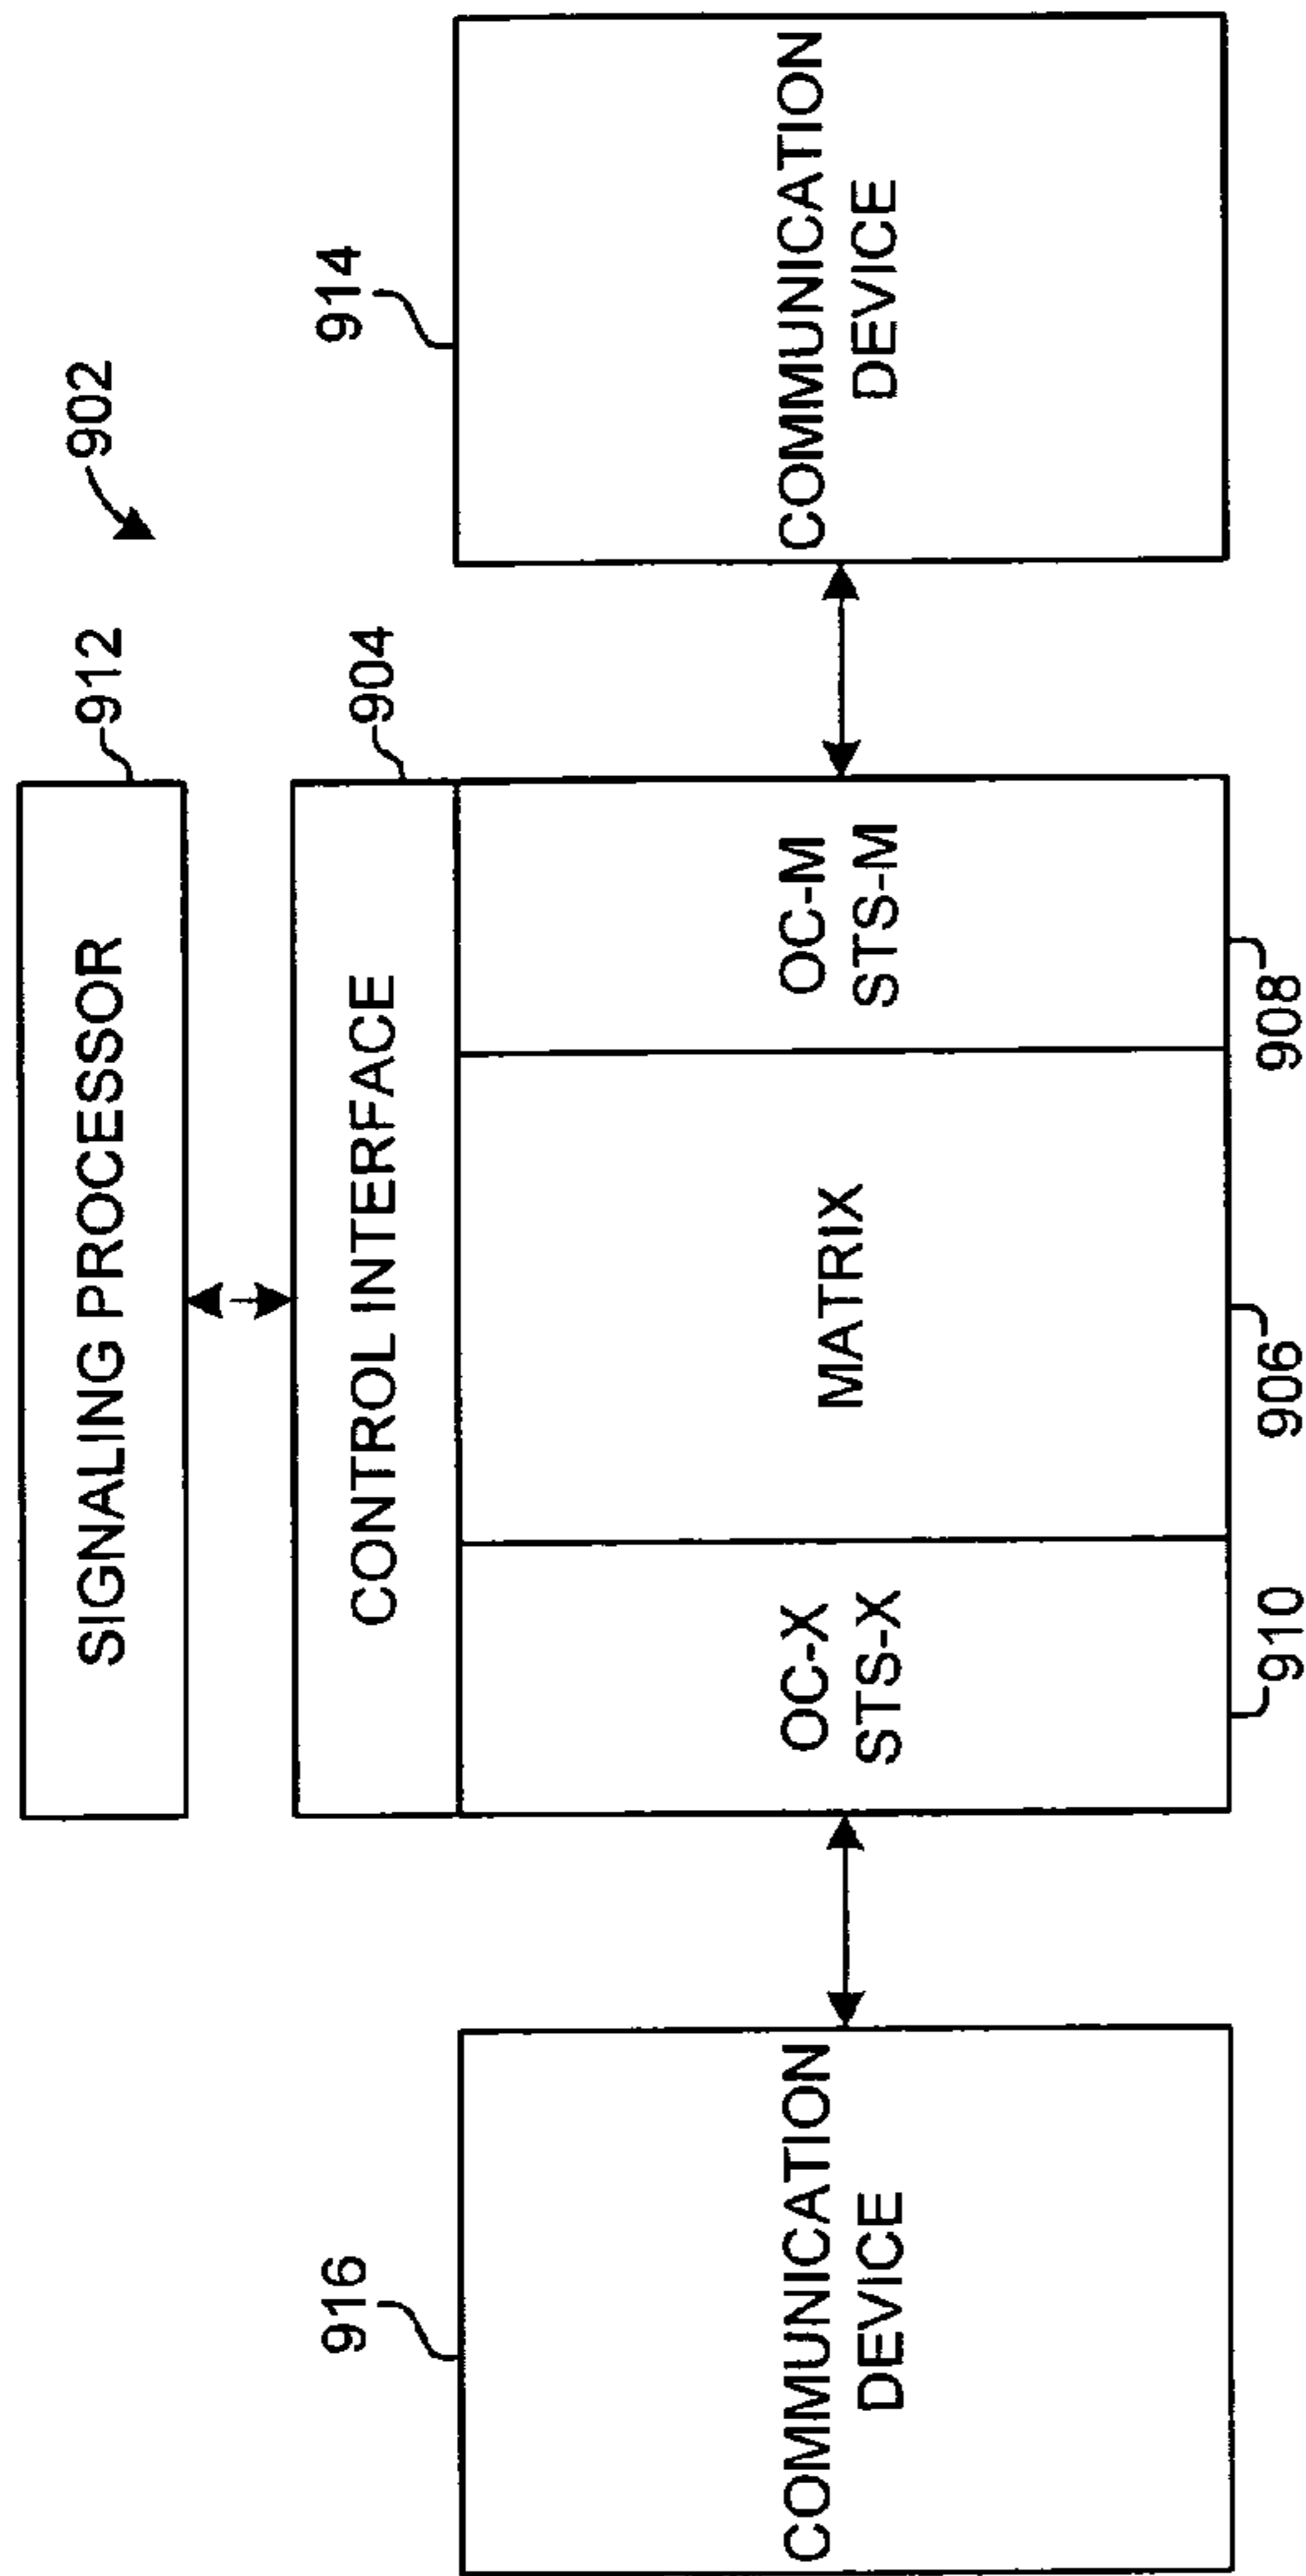 902
SIGNALING PROCESSOR
912
CONTROL INTERFACE
904
916
COMMUNICATION
DEVICE
OC-X
STS-X
MATRIX
OC-M
STS-M
914
COMMUNICATION
DEVICE
910
906
908